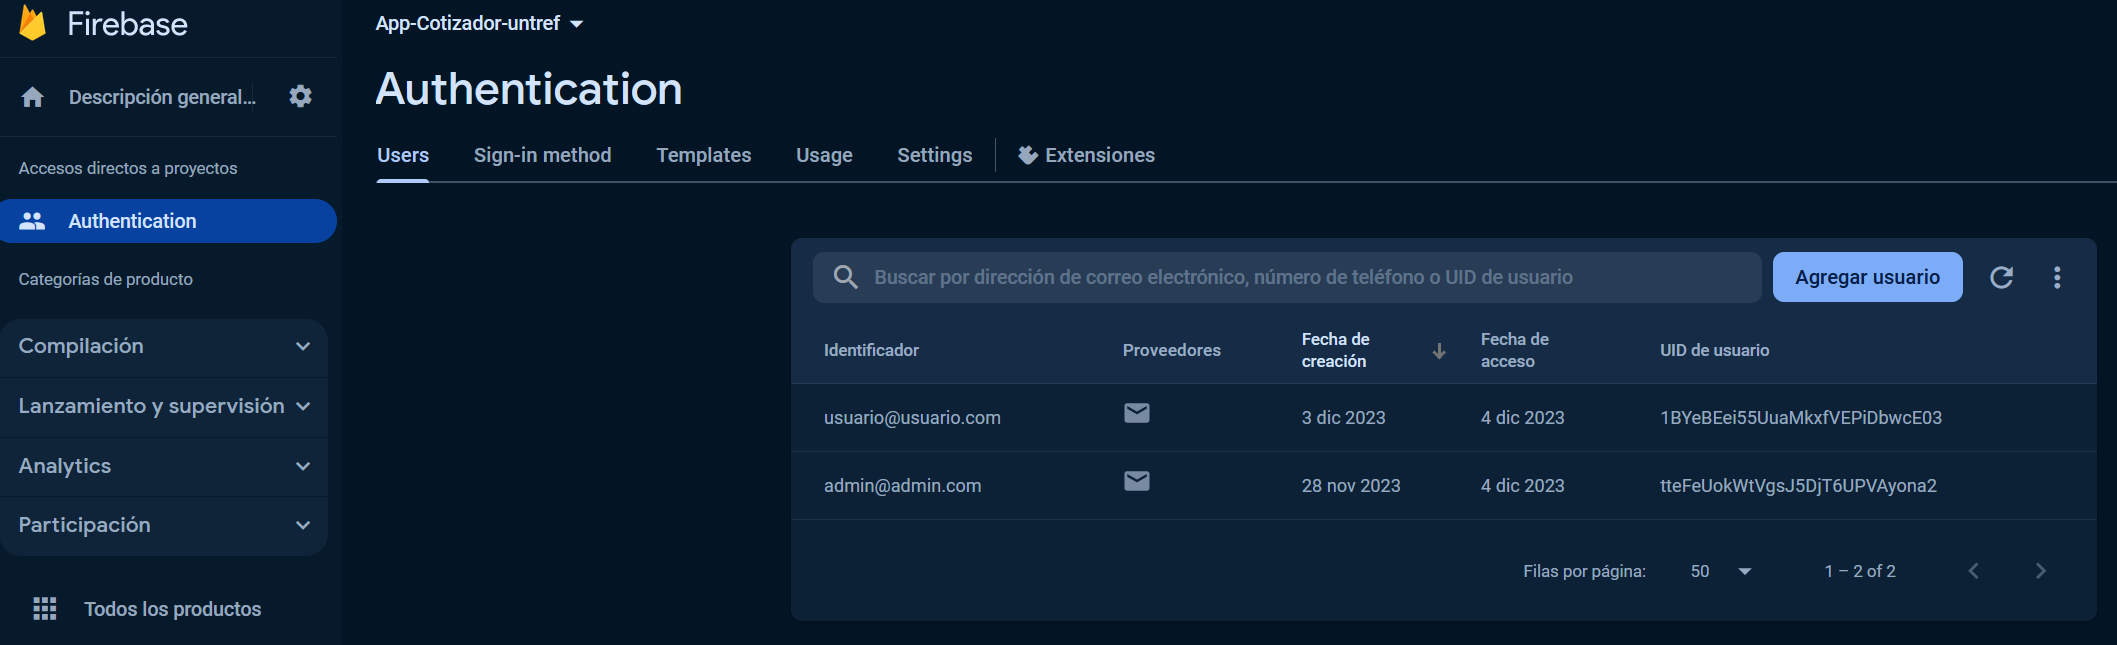 Firebase
Descripción general...
Accesos directos a proyectos
Authentication
Categorías de producto
Compilación
Lanzamiento y supervisión
Analytics
Participación
Todos los productos
App-Cotizador-untref
Authentication
Users Sign-in method Templates Usage Settings Extensiones
Buscar por dirección de correo electrónico, número de teléfono o UID de usuario Agregar usuario
Identificador Proveedores Fecha de creación Fecha de acceso UID de usuario
usuario@usuario.com 3 dic 2023 4 dic 2023 1BYeBEei55UuaMkxfVEPiDbwcE03
admin@admin.com 28 nov 2023 4 dic 2023 tteFeUokWtVgsJ5DjT6UPVAyona2
Filas por página: 50 1 – 2 of 2